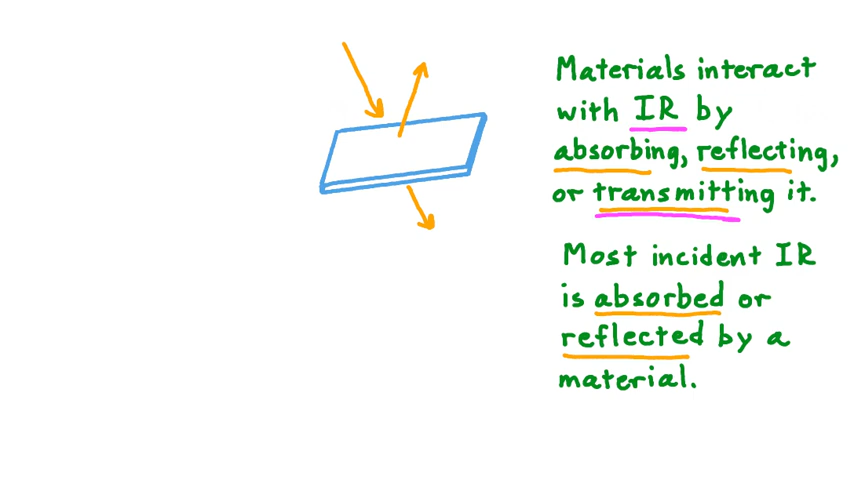 Materials interact
with IR by
absorbing, reflecting,
or transmitting it.
Most incident IR
is absorbed or
reflected by a
material.